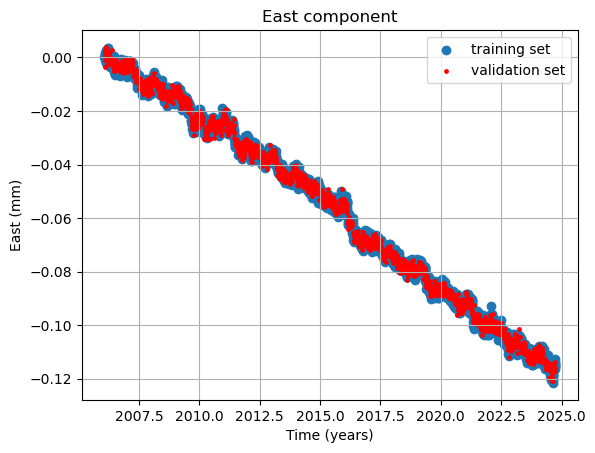 East component
training set
validation set
0.00
−0.02
−0.04
−0.06
−0.08
−0.10
−0.12
East (mm)
2007.5 2010.0 2012.5 2015.0 2017.5 2020.0 2022.5 2025.0
Time (years)